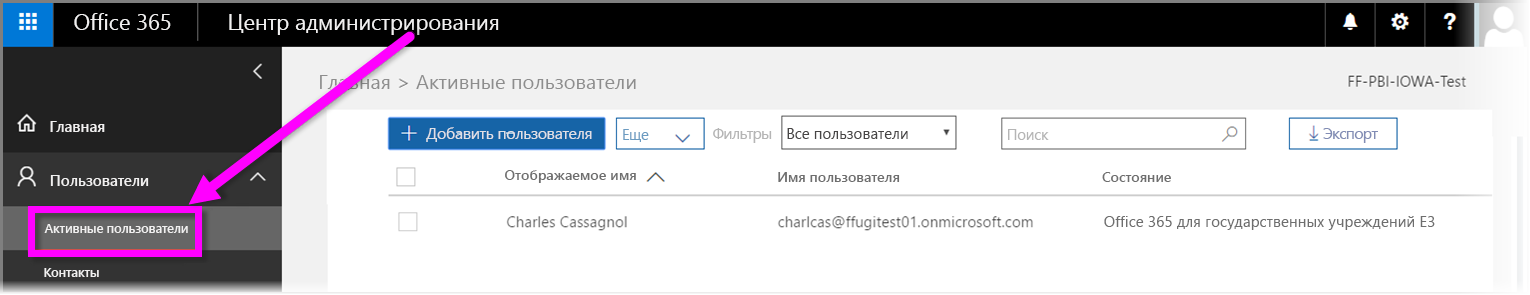 Office 365 Центр администрирования ?
Главная > Активные пользователи FF-PBI-IOWA-Test
Главная
+ Добавить пользователя Еще Фильтры Все пользователи Поиск Экспорт
Пользователи Отображаемое имя Имя пользователя Состояние
Активные пользователи Charles Cassagnol charlcas@ffugitest01.onmicrosoft.com Office 365 для государственных учреждений E3
Контакты